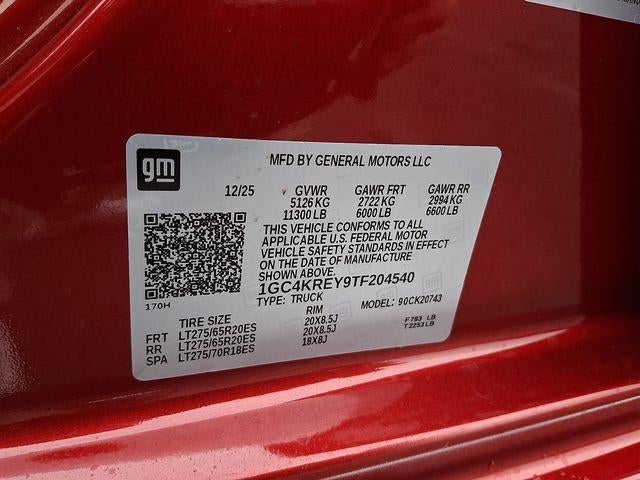 gm
MFD BY GENERAL MOTORS LLC
12/25 GVWR GAWR FRT GAWR RR
5126 KG 2722 KG 2994 KG
11300 LB 6000 LB 6600 LB
THIS VEHICLE CONFORMS TO ALL
APPLICABLE U.S. FEDERAL MOTOR
VEHICLE SAFETY STANDARDS IN EFFECT
ON THE DATE OF MANUFACTURE
SHOWN ABOVE.
1GC4KREY9TF204540
170H
TYPE: TRUCK MODEL: 90CK20743
TIRE SIZE RIM
FRT LT275/65R20ES 20X8.5J F 783 LB
RR LT275/65R20ES 20X8.5J T 2253 LB
SPA LT275/70R18ES 18X8J